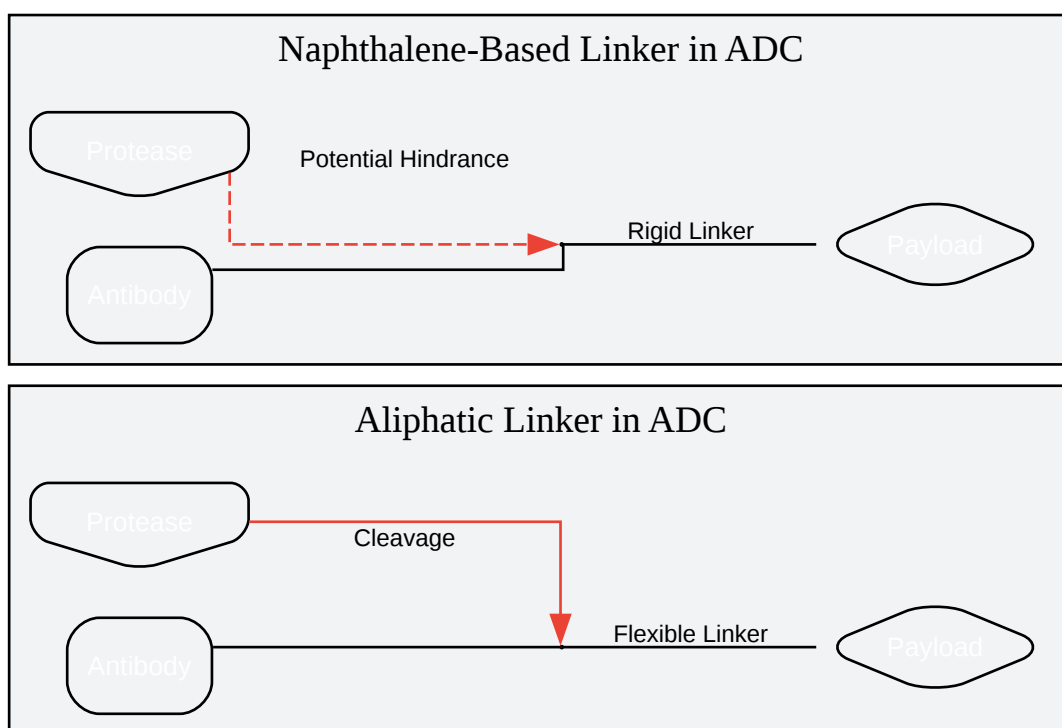 Naphthalene-Based Linker in ADC
Protease
Potential Hindrance
Rigid Linker
Payload
Antibody
Aliphatic Linker in ADC
Protease
Cleavage
Flexible Linker
Payload
Antibody